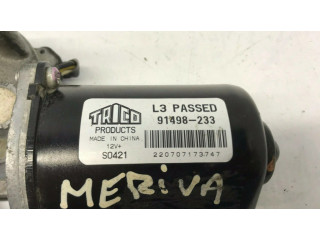 TRICO
PRODUCTS
MADE IN CHINA
12V+
S0421
L3 PASSED
91498-233
220707173747
MERIVA